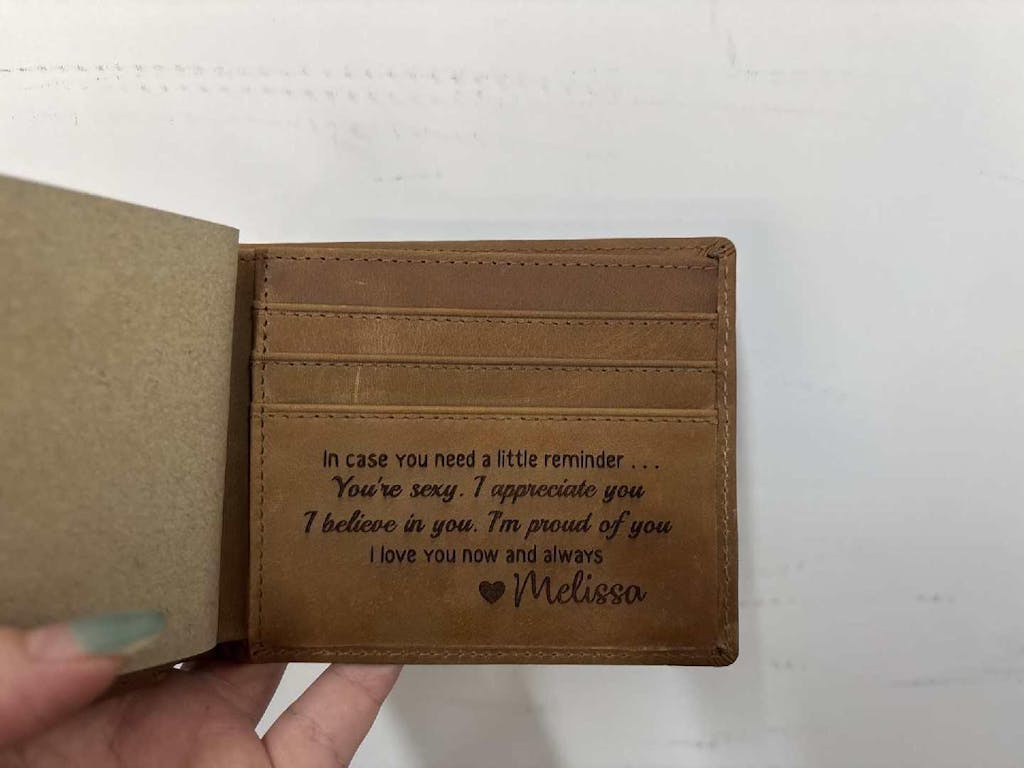 In case you need a little reminder . . .
You're sexy. I appreciate you
I believe in you. I'm proud of you
I love you now and always
♥ Melissa